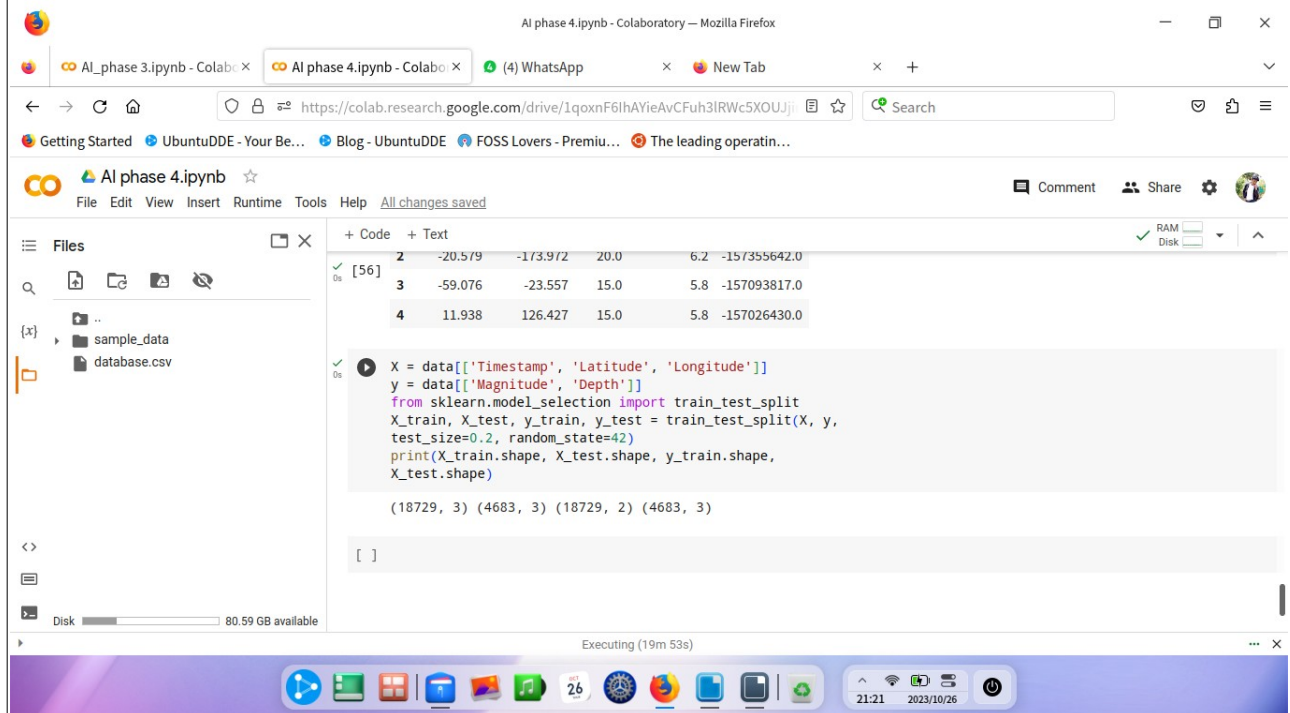 AI phase 4.ipynb - Colaboratory — Mozilla Firefox
AI_phase 3.ipynb - Colabo
AI phase 4.ipynb - Colabo
(4) WhatsApp
New Tab
https://colab.research.google.com/drive/
Search
Getting Started UbuntuDDE - Your Be… Blog - UbuntuDDE FOSS Lovers - Premiu… The leading operatin…
CO AI phase 4.ipynb
Comment Share
File Edit View Insert Runtime Tools Help All changes saved
Files
+ Code + Text
RAM
Disk
[56]
0s
2 -20.579 -173.972 20.0 6.2 -157355642.0
3 -59.076 -23.557 15.0 5.8 -157093817.0
4 11.938 126.427 15.0 5.8 -157026430.0
{x}
..
sample_data
database.csv
0s
X = data[['Timestamp', 'Latitude', 'Longitude']]
y = data[['Magnitude', 'Depth']]
from sklearn.model_selection import train_test_split
X_train, X_test, y_train, y_test = train_test_split(X, y,
test_size=0.2, random_state=42)
print(X_train.shape, X_test.shape, y_train.shape,
X_test.shape)
(18729, 3) (4683, 3) (18729, 2) (4683, 3)
[ ]
Disk 80.59 GB available
Executing (19m 53s)
OCT
26
21:21 2023/10/26